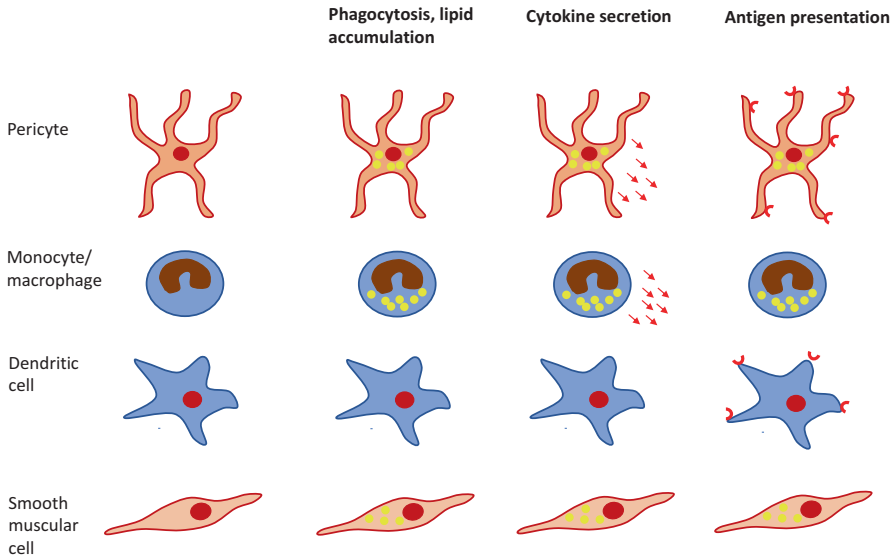 Phagocytosis, lipid
accumulation
Cytokine secretion
Antigen presentation
Pericyte
Monocyte/
macrophage
Dendritic
cell
Smooth
muscular
cell